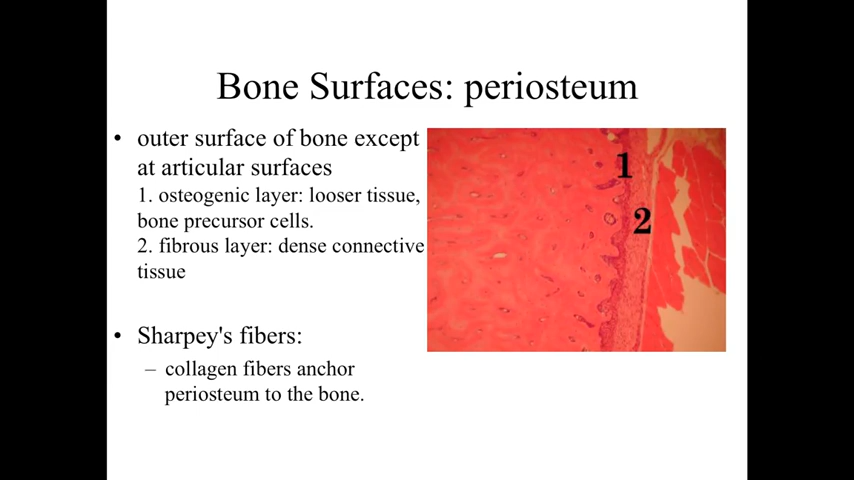 Bone Surfaces: periosteum
• outer surface of bone except
at articular surfaces
1. osteogenic layer: looser tissue,
bone precursor cells.
2. fibrous layer: dense connective
tissue
• Sharpey's fibers:
– collagen fibers anchor
periosteum to the bone.
1
2